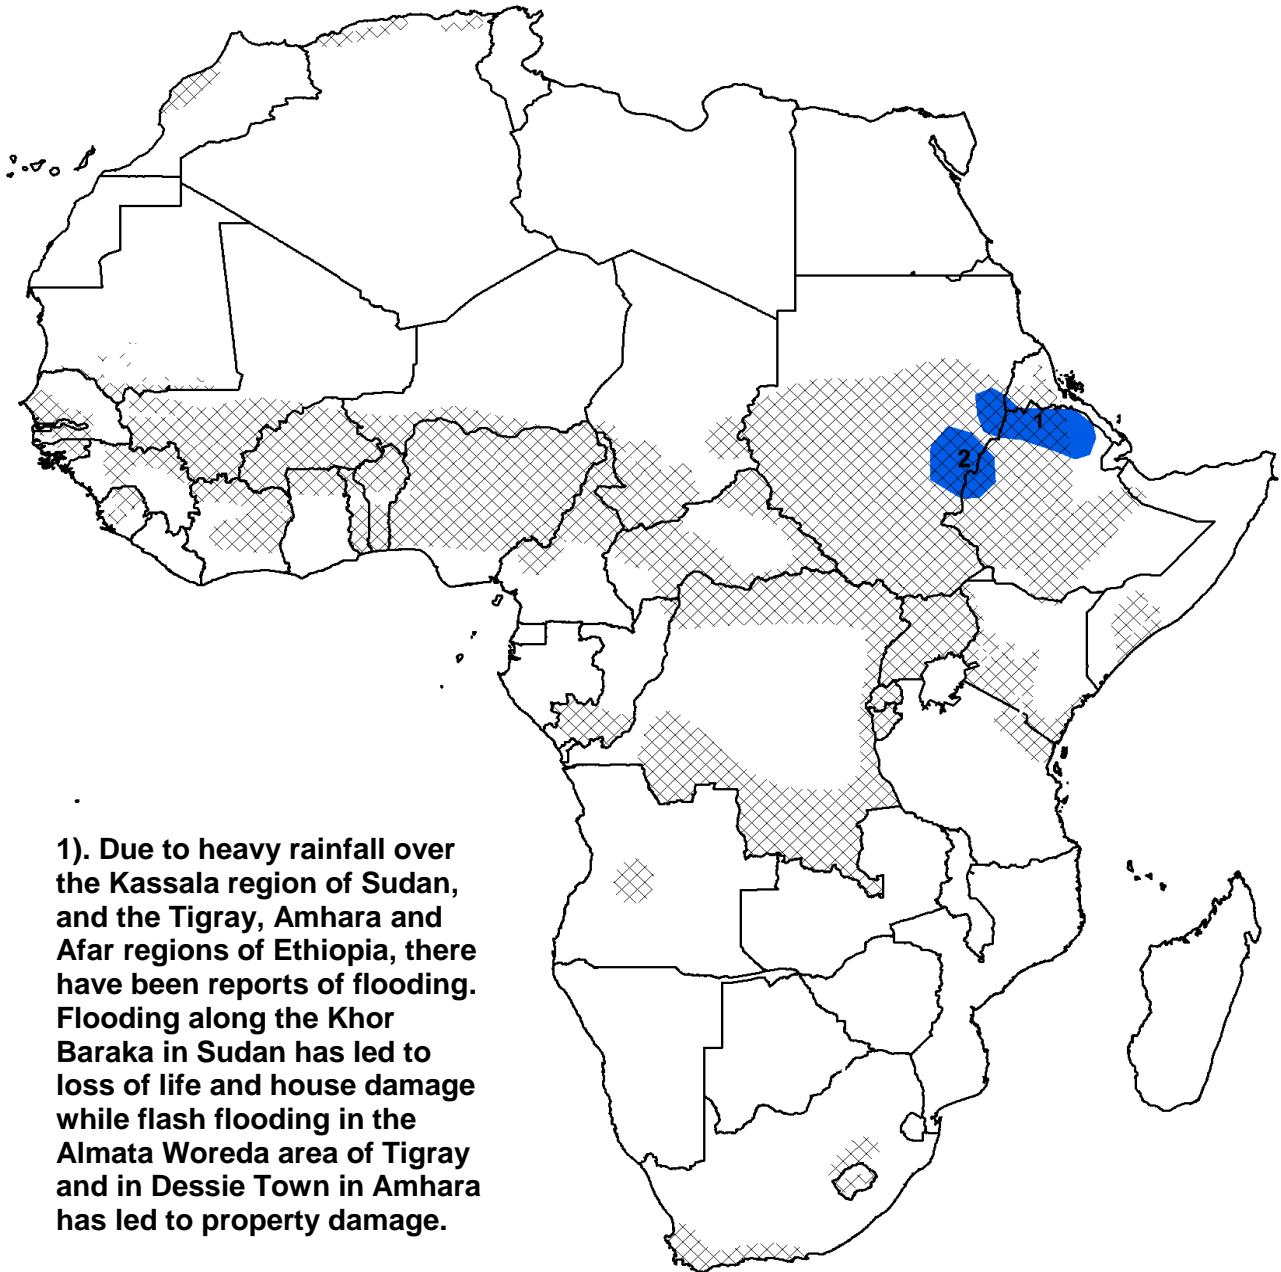 1
2
1). Due to heavy rainfall over
the Kassala region of Sudan,
and the Tigray, Amhara and
Afar regions of Ethiopia, there
have been reports of flooding.
Flooding along the Khor
Baraka in Sudan has led to
loss of life and house damage
while flash flooding in the
Almata Woreda area of Tigray
and in Dessie Town in Amhara
has led to property damage.